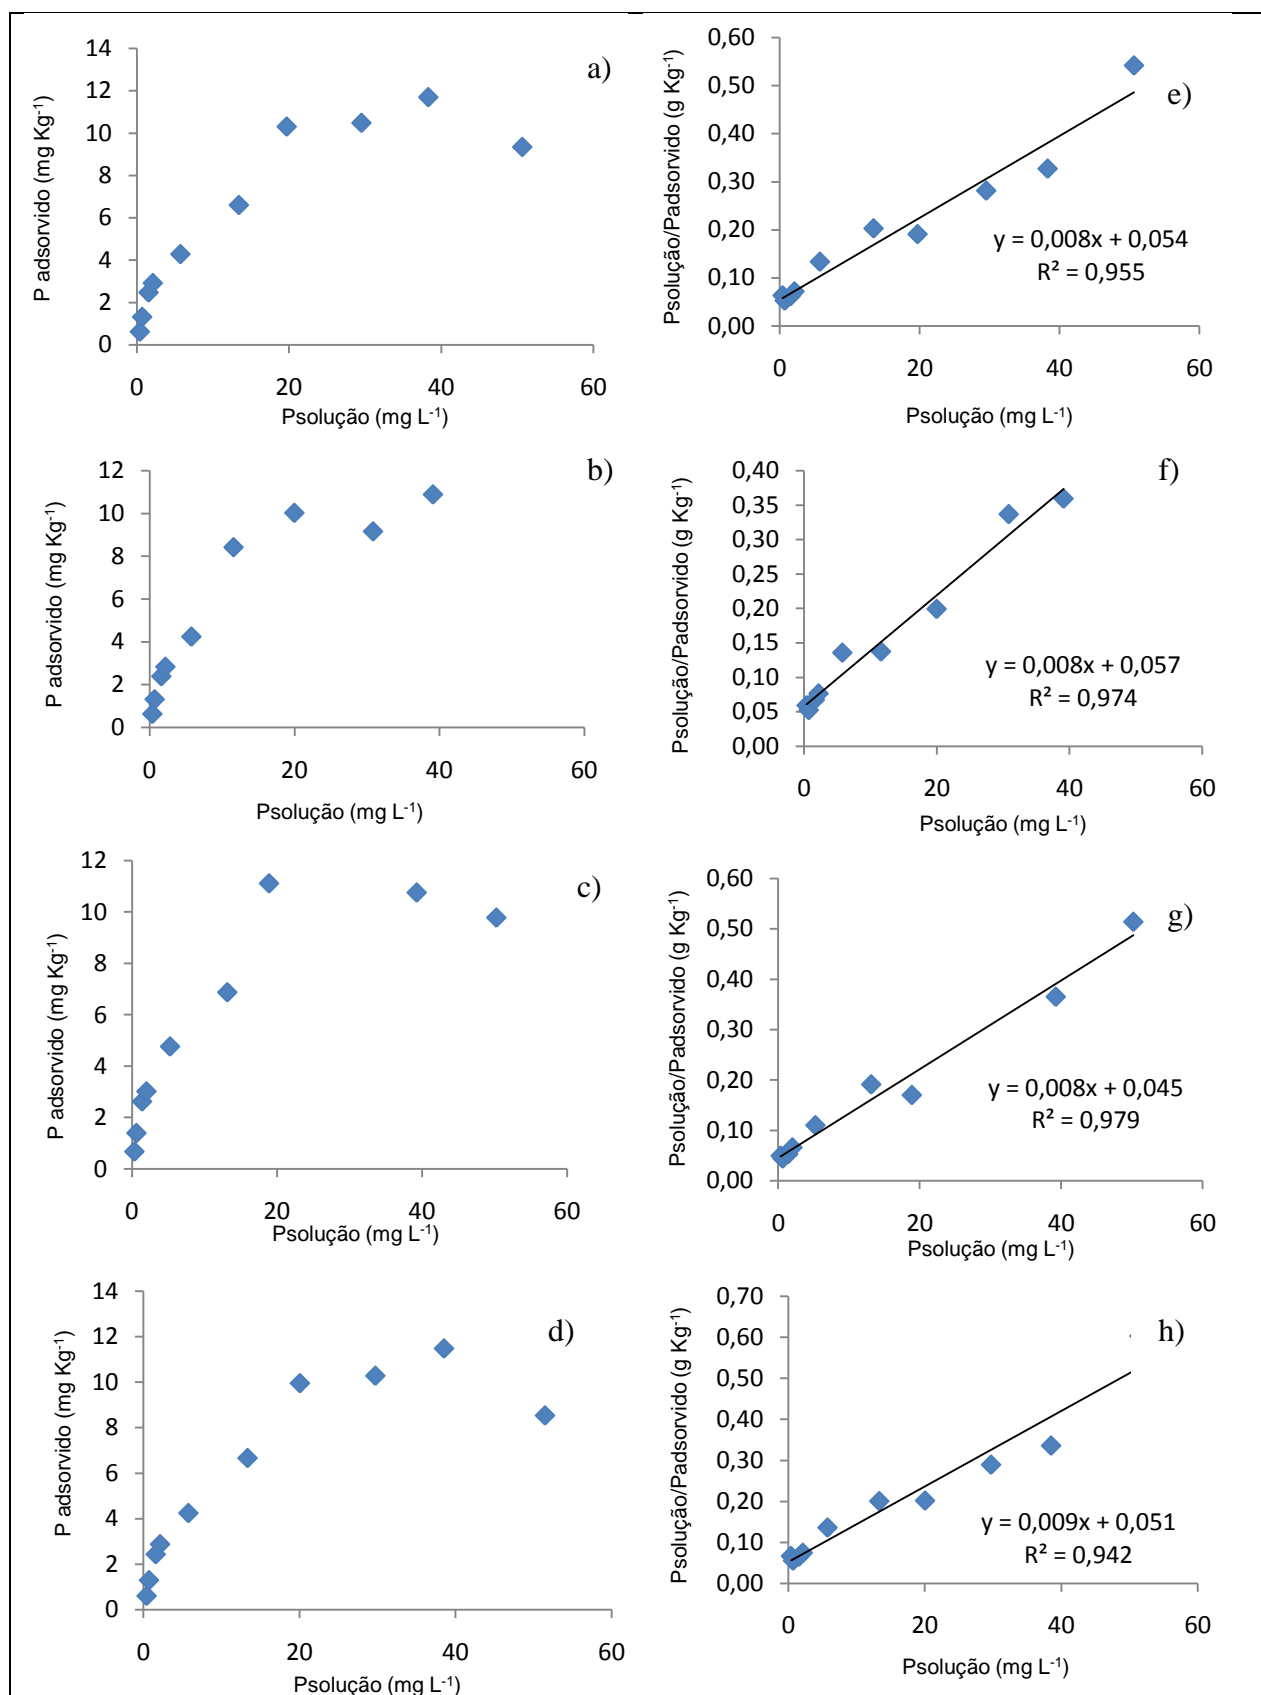 a)
P adsorvido (mg Kg-1)
14
12
10
8
6
4
2
0
0 20 40 60
Psolução (mg L-1)
e)
Psolução/Padsorvido (g Kg-1)
0,60
0,50
0,40
0,30
0,20
0,10
0,00
y = 0,008x + 0,054
R² = 0,955
0 20 40 60
Psolução (mg L-1)
b)
P adsorvido (mg Kg-1)
12
10
8
6
4
2
0
0 20 40 60
Psolução (mg L-1)
f)
Psolução/Padsorvido (g Kg-1)
0,40
0,35
0,30
0,25
0,20
0,15
0,10
0,05
0,00
y = 0,008x + 0,057
R² = 0,974
0 20 40 60
Psolução (mg L-1)
c)
P adsorvido (mg Kg-1)
12
10
8
6
4
2
0
0 20 40 60
Psolução (mg L-1)
g)
Psolução/Padsorvido (g Kg-1)
0,60
0,50
0,40
0,30
0,20
0,10
0,00
y = 0,008x + 0,045
R² = 0,979
0 20 40 60
Psolução (mg L-1)
d)
P adsorvido (mg Kg-1)
14
12
10
8
6
4
2
0
0 20 40 60
Psolução (mg L-1)
h)
Psolução/Padsorvido (g Kg-1)
0,70
0,60
0,50
0,40
0,30
0,20
0,10
0,00
y = 0,009x + 0,051
R² = 0,942
0 20 40 60
Psolução (mg L-1)